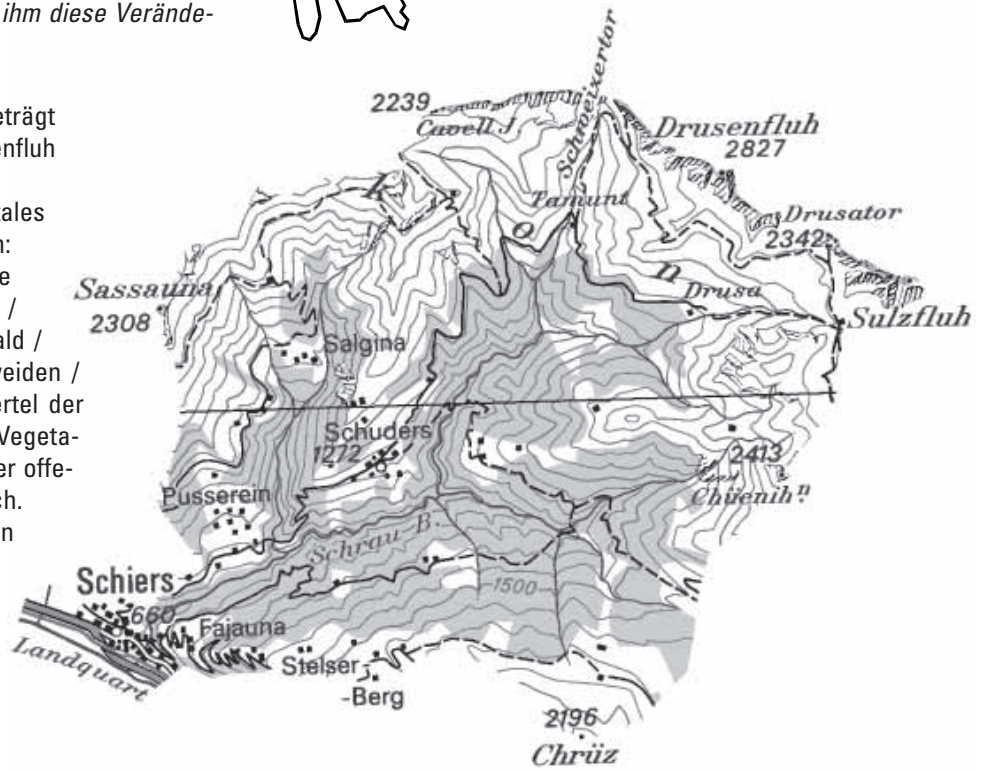 ihm diese Verände-
eträgt
enfluh
ales
n:
e
/
ald /
eiden /
ertel der
Vegeta-
er offe-
ch.
n
Schweizertor
2239
Cavell J
Drusenfluh
2827
K
Tamunt
o
Drusator
2342
n
Drusa
Sassauna
2308
Sulzfluh
Salgina
Schuders
1272
2413
Chüenih.n
Pusserein
Schrau B.
Schiers
660
1500
Fajauna
Landquart
Stelser-
-Berg
2196
Chrüz